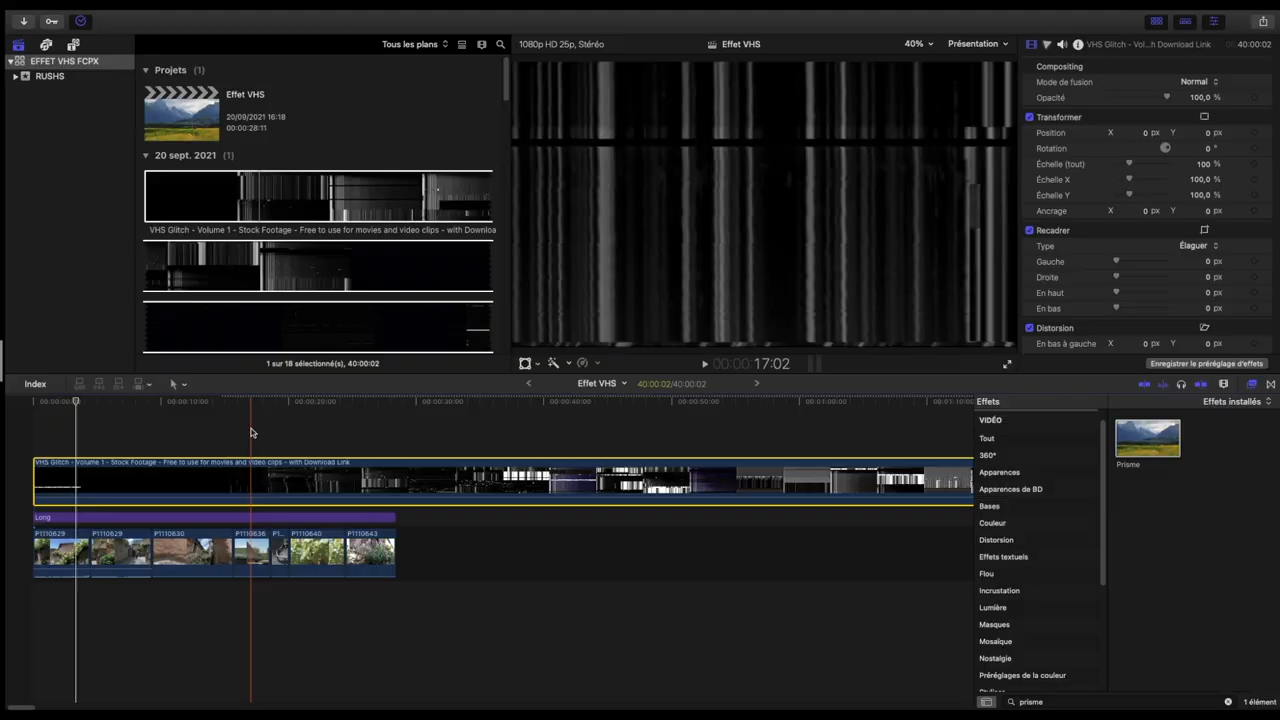 Tous les plans
1080p HD 25p, Stéréo
Effet VHS
40%
Présentation
VHS Glitch - Vol...h Download Link
40:00:02
EFFET VHS FCPX
RUSHS
Projets (1)
Effet VHS
20/09/2021 16:18
00:00:28:11
20 sept. 2021 (1)
VHS Glitch - Volume 1 - Stock Footage - Free to use for movies and video clips - with Downloa
1 sur 18 sélectionné(s), 40:00:02
00:00:00:17:02
Compositing
Mode de fusion Normal
Opacité 100,0 %
Transformer
Position X 0 px Y 0 px
Rotation 0 °
Échelle (tout) 100 %
Échelle X 100,0 %
Échelle Y 100,0 %
Ancrage X 0 px Y 0 px
Recadrer
Type Élaguer
Gauche 0 px
Droite 0 px
En haut 0 px
En bas 0 px
Distorsion
En bas à gauche 0 px
Enregistrer le préréglage d'effets
Index
Effet VHS
40:00:02/40:00:02
00:00:10:00
00:00:20:00
00:00:30:00
00:00:40:00
00:00:50:00
00:01:00:00
VHS Glitch - Volume 1 - Stock Footage - Free to use for movies and video clips - with Download Link
Long
P1110629
P1110629
P1110630
P1110636
P1...
P1110640
P1110643
Effets
Effets installés
VIDÉO
Tout
360°
Apparences
Apparences de BD
Bases
Couleur
Distorsion
Effets textuels
Flou
Incrustation
Lumière
Masques
Mosaïque
Nostalgie
Préréglages de la couleur
Prisme
prisme
1 élément